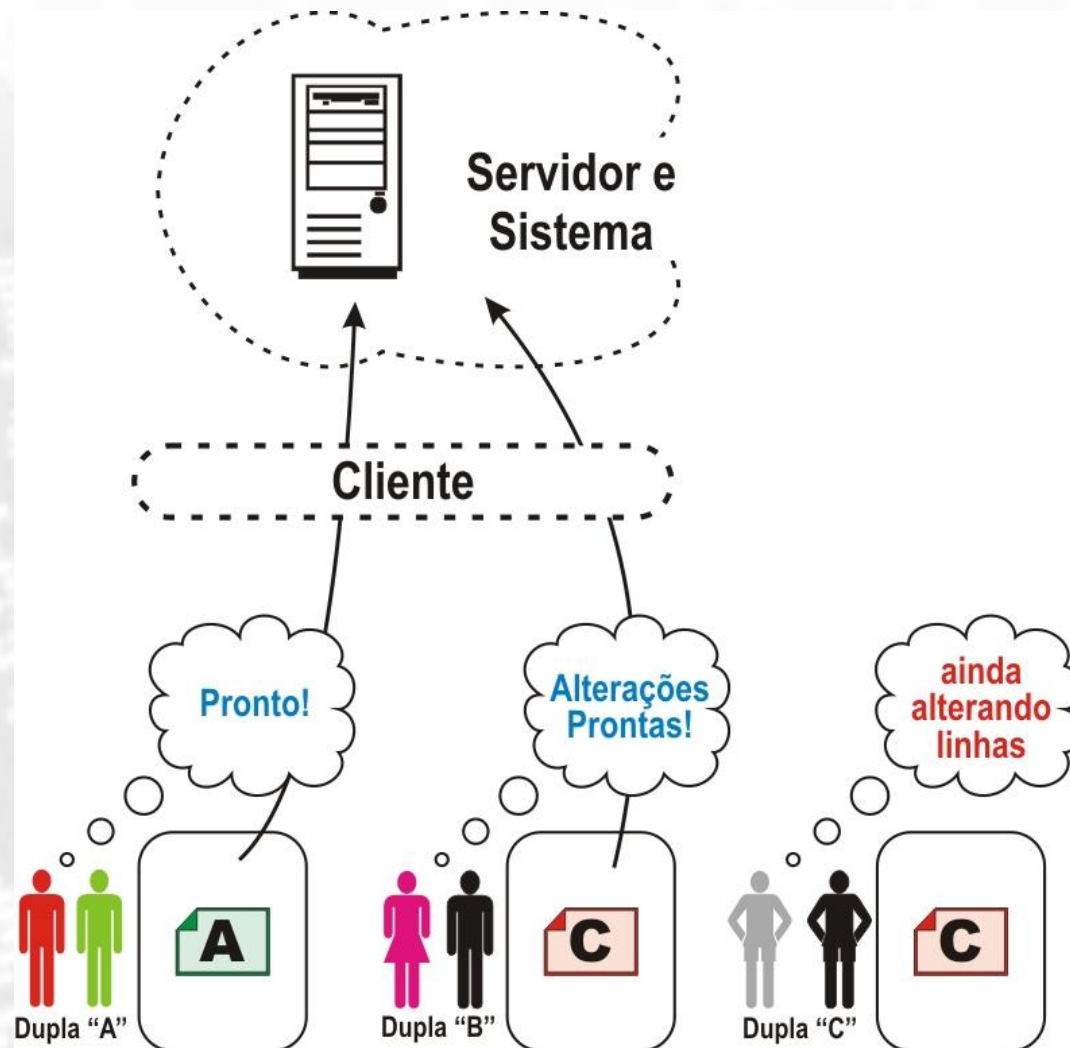 Servidor e
Sistema
Cliente
Pronto!
Alterações
Prontas!
ainda
alterando
linhas
A
C
C
Dupla “A”
Dupla “B”
Dupla “C”